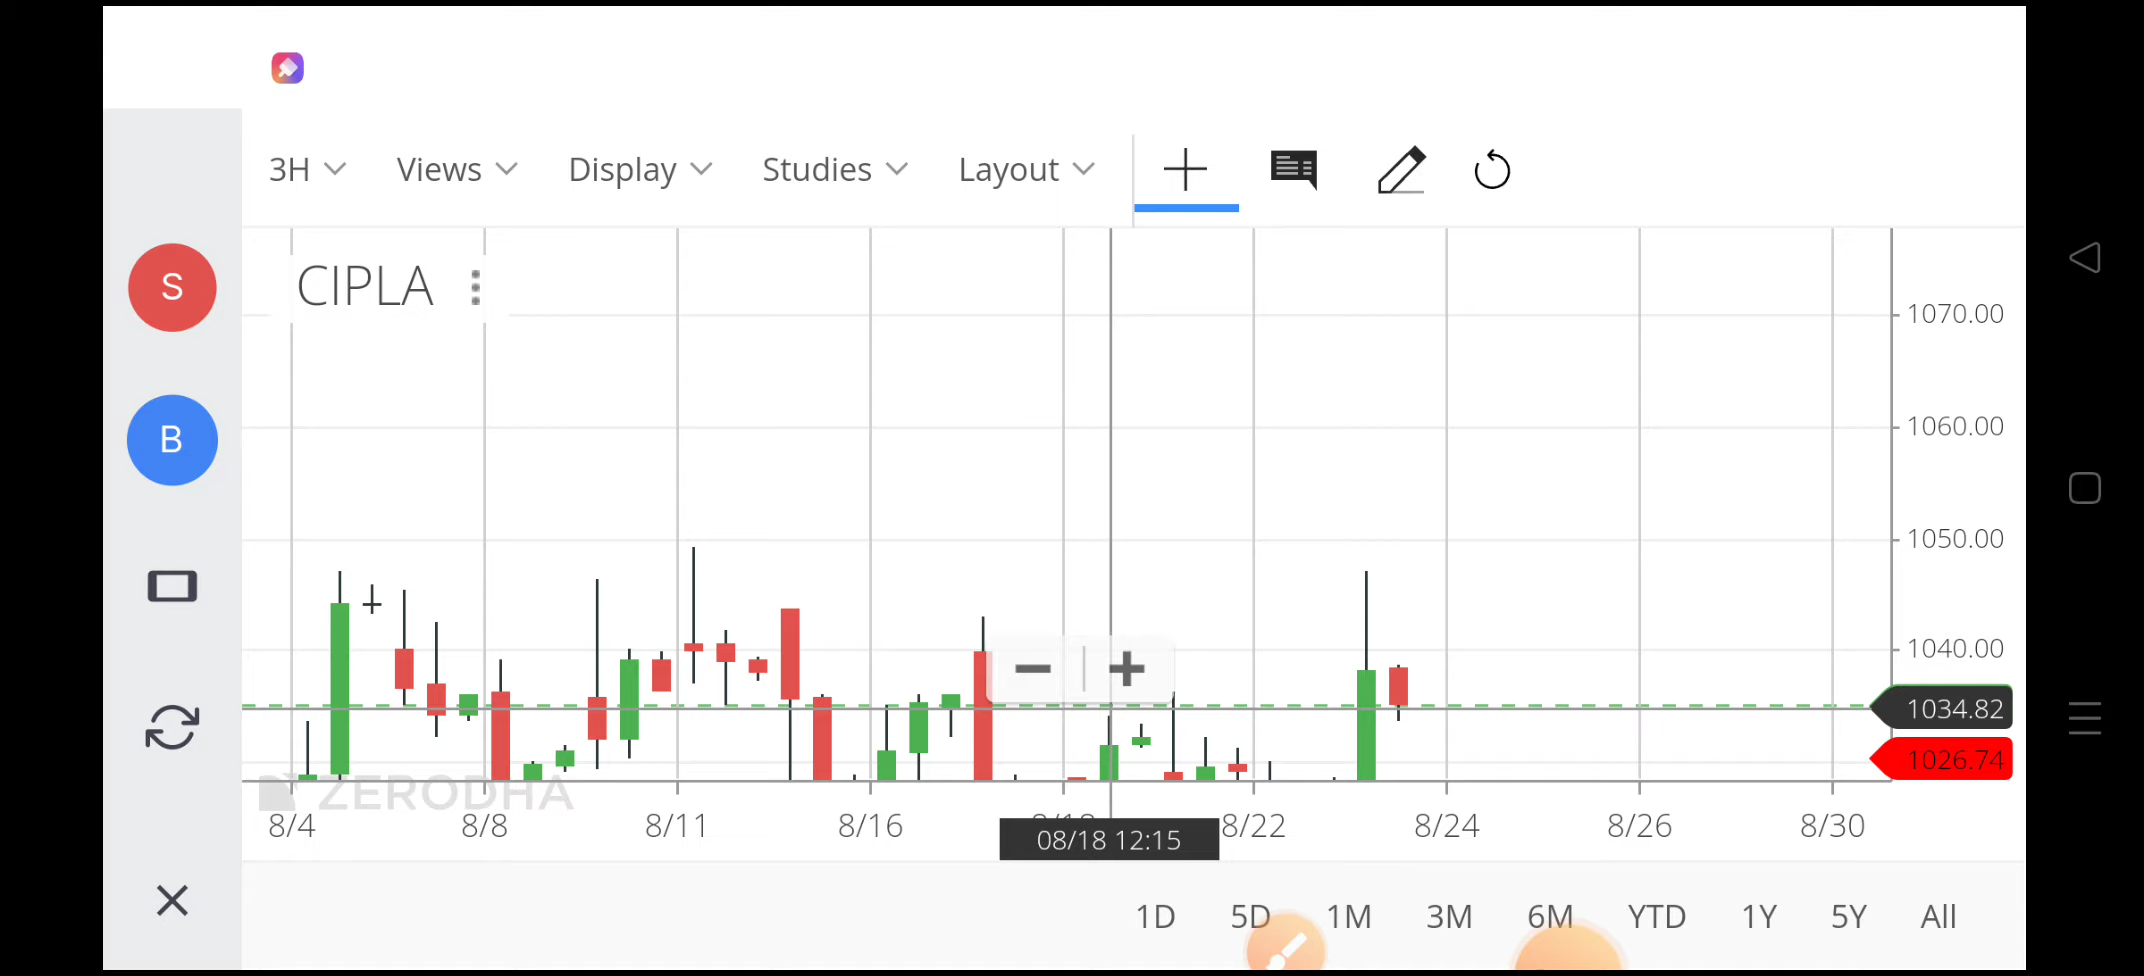 3H Views Display Studies Layout
S
CIPLA
B
1070.00
1060.00
1050.00
1040.00
1034.82
1026.74
ZERODHA
8/4 8/8 8/11 8/16 8/22 8/24 8/26 8/30
08/18 12:15
1D 5D 1M 3M 6M YTD 1Y 5Y All